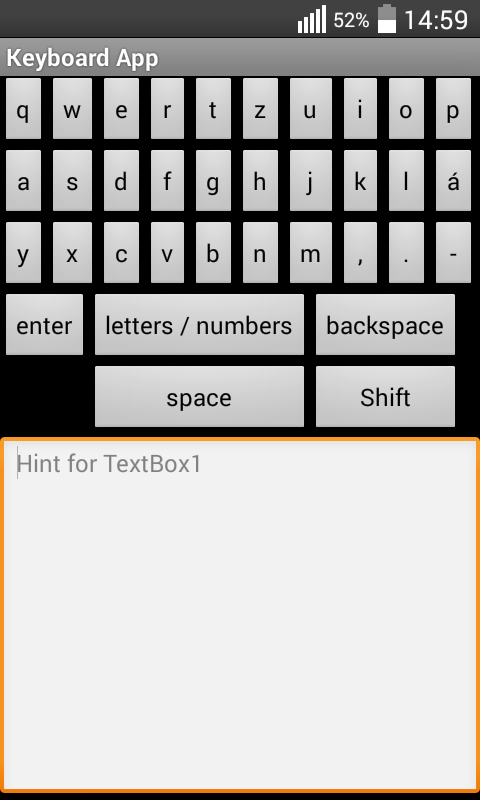 52% 14:59
Keyboard App
q w e r t z u i o p
a s d f g h j k l á
y x c v b n m , . -
enter letters / numbers backspace
space Shift
Hint for TextBox1